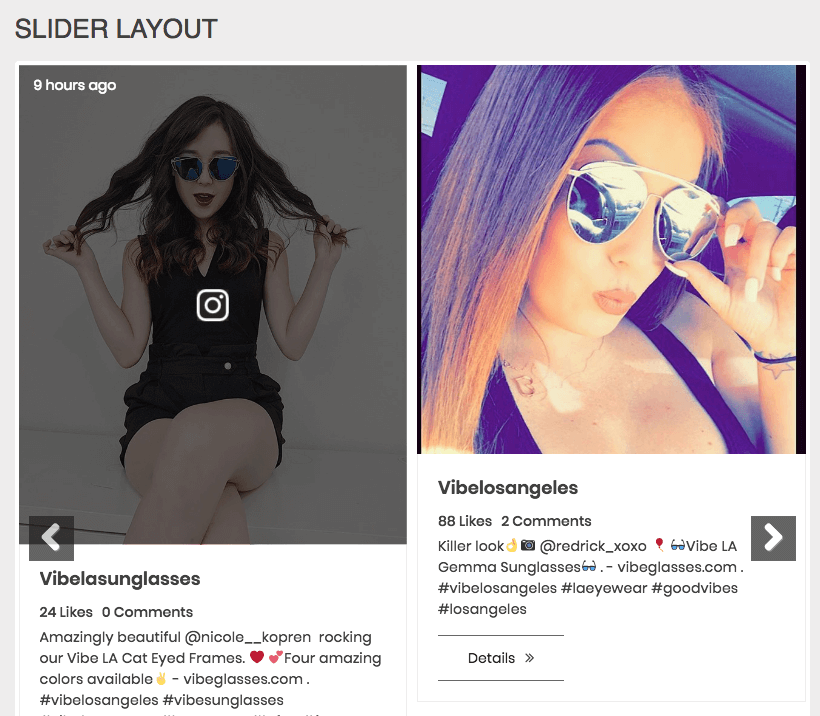 SLIDER LAYOUT
9 hours ago
Vibelasunglasses
24 Likes 0 Comments
Amazingly beautiful @nicole__kopren rocking
our Vibe LA Cat Eyed Frames. ❤️ 💕Four amazing
colors available✌️ - vibeglasses.com .
#vibelosangeles #vibesunglasses
Vibelosangeles
88 Likes 2 Comments
Killer look👌📷 @redrick_xoxo 🎈 👓Vibe LA
Gemma Sunglasses👓 . - vibeglasses.com .
#vibelosangeles #laeyewear #goodvibes
#losangeles
Details »